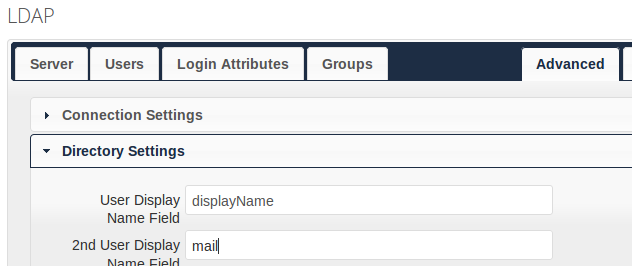 LDAP
Server Users Login Attributes Groups Advanced
Connection Settings
Directory Settings
User Display displayName
Name Field
2nd User Display mail
Name Field